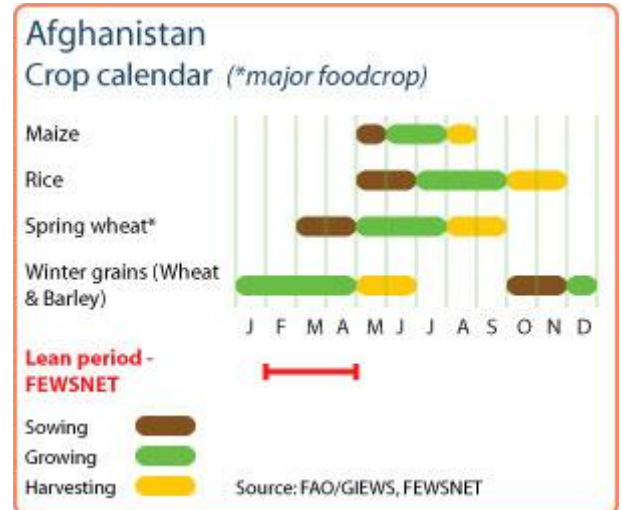 Afghanistan
Crop calendar (*major foodcrop)
Maize
Rice
Spring wheat*
Winter grains (Wheat
& Barley)
J F M A M J J A S O N D
Lean period -
FEWSNET
Sowing
Growing
Harvesting
Source: FAO/GIEWS, FEWSNET